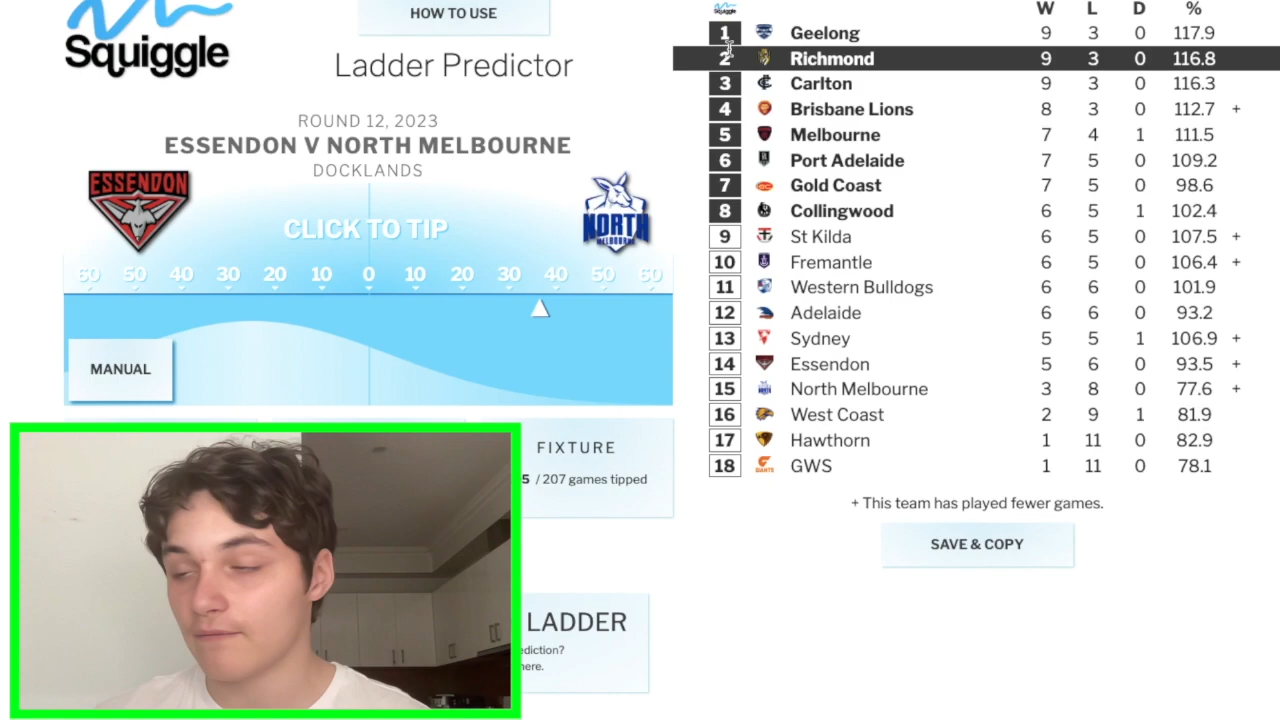 HOW TO USE
Squiggle
Ladder Predictor
ROUND 12, 2023
ESSENDON V NORTH MELBOURNE
DOCKLANDS
ESSENDON
CLICK TO TIP
NORTH
MELBOURNE
60 50 40 30 20 10 0 10 20 30 40 50 60
MANUAL
FIXTURE
5 / 207 games tipped
LADDER
ediction?
here.
Squiggle W L D %
1 Geelong 9 3 0 117.9
2 Richmond 9 3 0 116.8
3 Carlton 9 3 0 116.3
4 Brisbane Lions 8 3 0 112.7 +
5 Melbourne 7 4 1 111.5
6 Port Adelaide 7 5 0 109.2
7 Gold Coast 7 5 0 98.6
8 Collingwood 6 5 1 102.4
9 St Kilda 6 5 0 107.5 +
10 Fremantle 6 5 0 106.4 +
11 Western Bulldogs 6 6 0 101.9
12 Adelaide 6 6 0 93.2
13 Sydney 5 5 1 106.9 +
14 Essendon 5 6 0 93.5 +
15 North Melbourne 3 8 0 77.6 +
16 West Coast 2 9 1 81.9
17 Hawthorn 1 11 0 82.9
18 GWS 1 11 0 78.1
+ This team has played fewer games.
SAVE & COPY